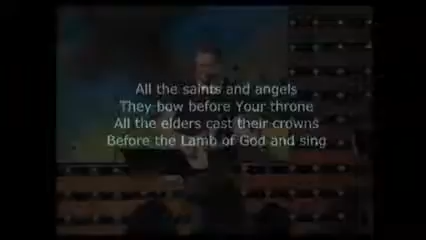 All the saints and angels
They bow before Your throne
All the elders cast their crowns
Before the Lamb of God and sing